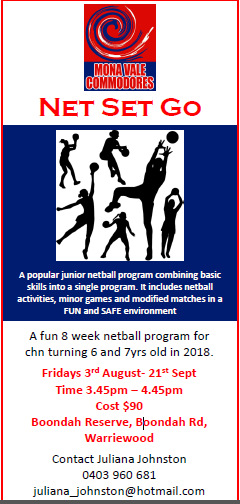 MONA VALE
COMMODORES
NET SET GO
A popular junior netball program combining basic
skills into a single program. It includes netball
activities, minor games and modified matches in a
FUN and SAFE environment
A fun 8 week netball program for
chn turning 6 and 7yrs old in 2018.
Fridays 3rd August- 21st Sept
Time 3.45pm – 4.45pm
Cost $90
Boondah Reserve, Boondah Rd,
Warriewood
Contact Juliana Johnston
0403 960 681
juliana_johnston@hotmail.com